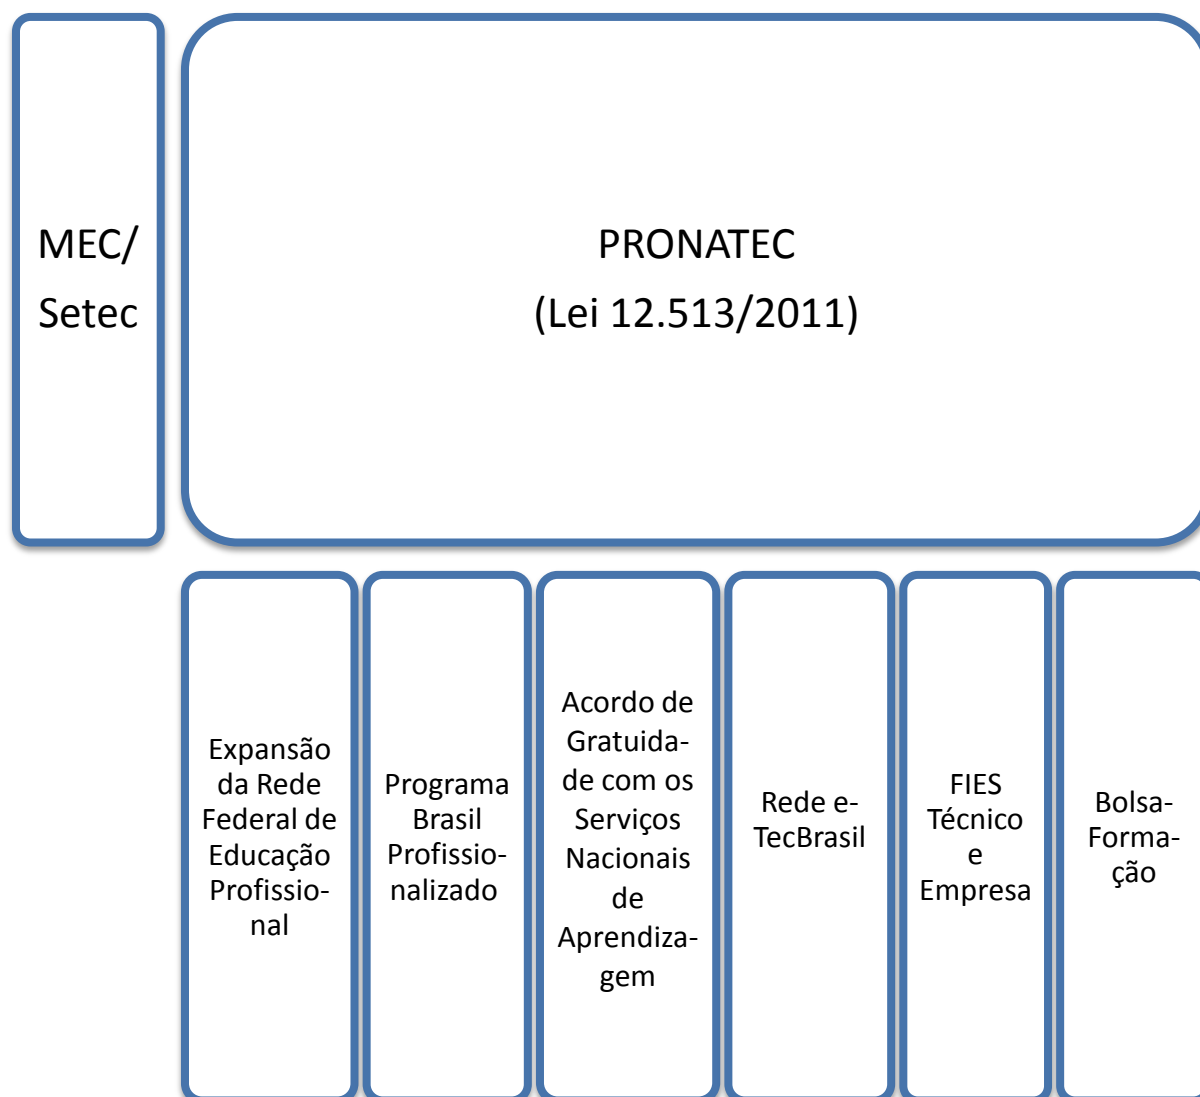 MEC/
Setec
PRONATEC
(Lei 12.513/2011)
Expansão
da Rede
Federal de
Educação
Profissio-
nal
Programa
Brasil
Profissio-
nalizado
Acordo de
Gratuida-
de com os
Serviços
Nacionais
de
Aprendiza-
gem
Rede e-
TecBrasil
FIES
Técnico
e
Empresa
Bolsa-
Forma-
ção